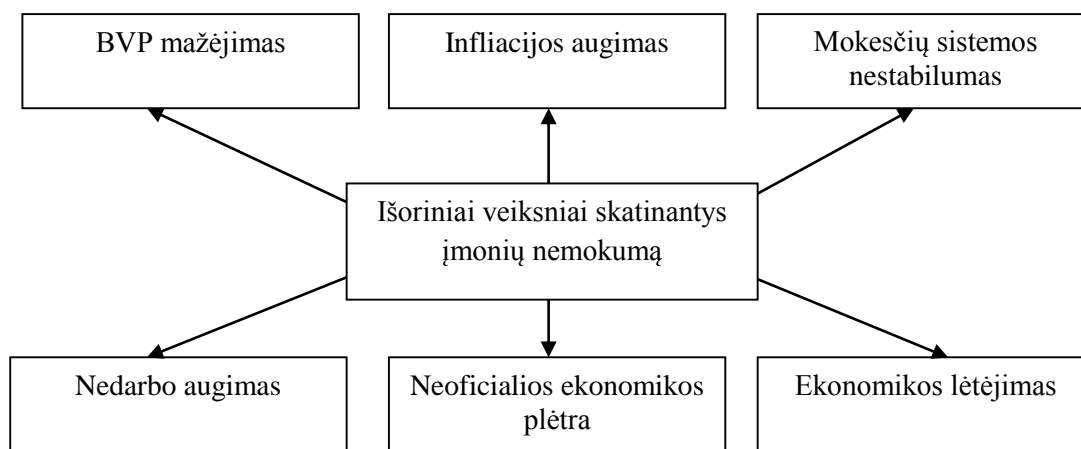 BVP mažėjimas
Infliacijos augimas
Mokesčių sistemos
nestabilumas
Išoriniai veiksniai skatinantys
įmonių nemokumą
Nedarbo augimas
Neoficialios ekonomikos
plėtra
Ekonomikos lėtėjimas